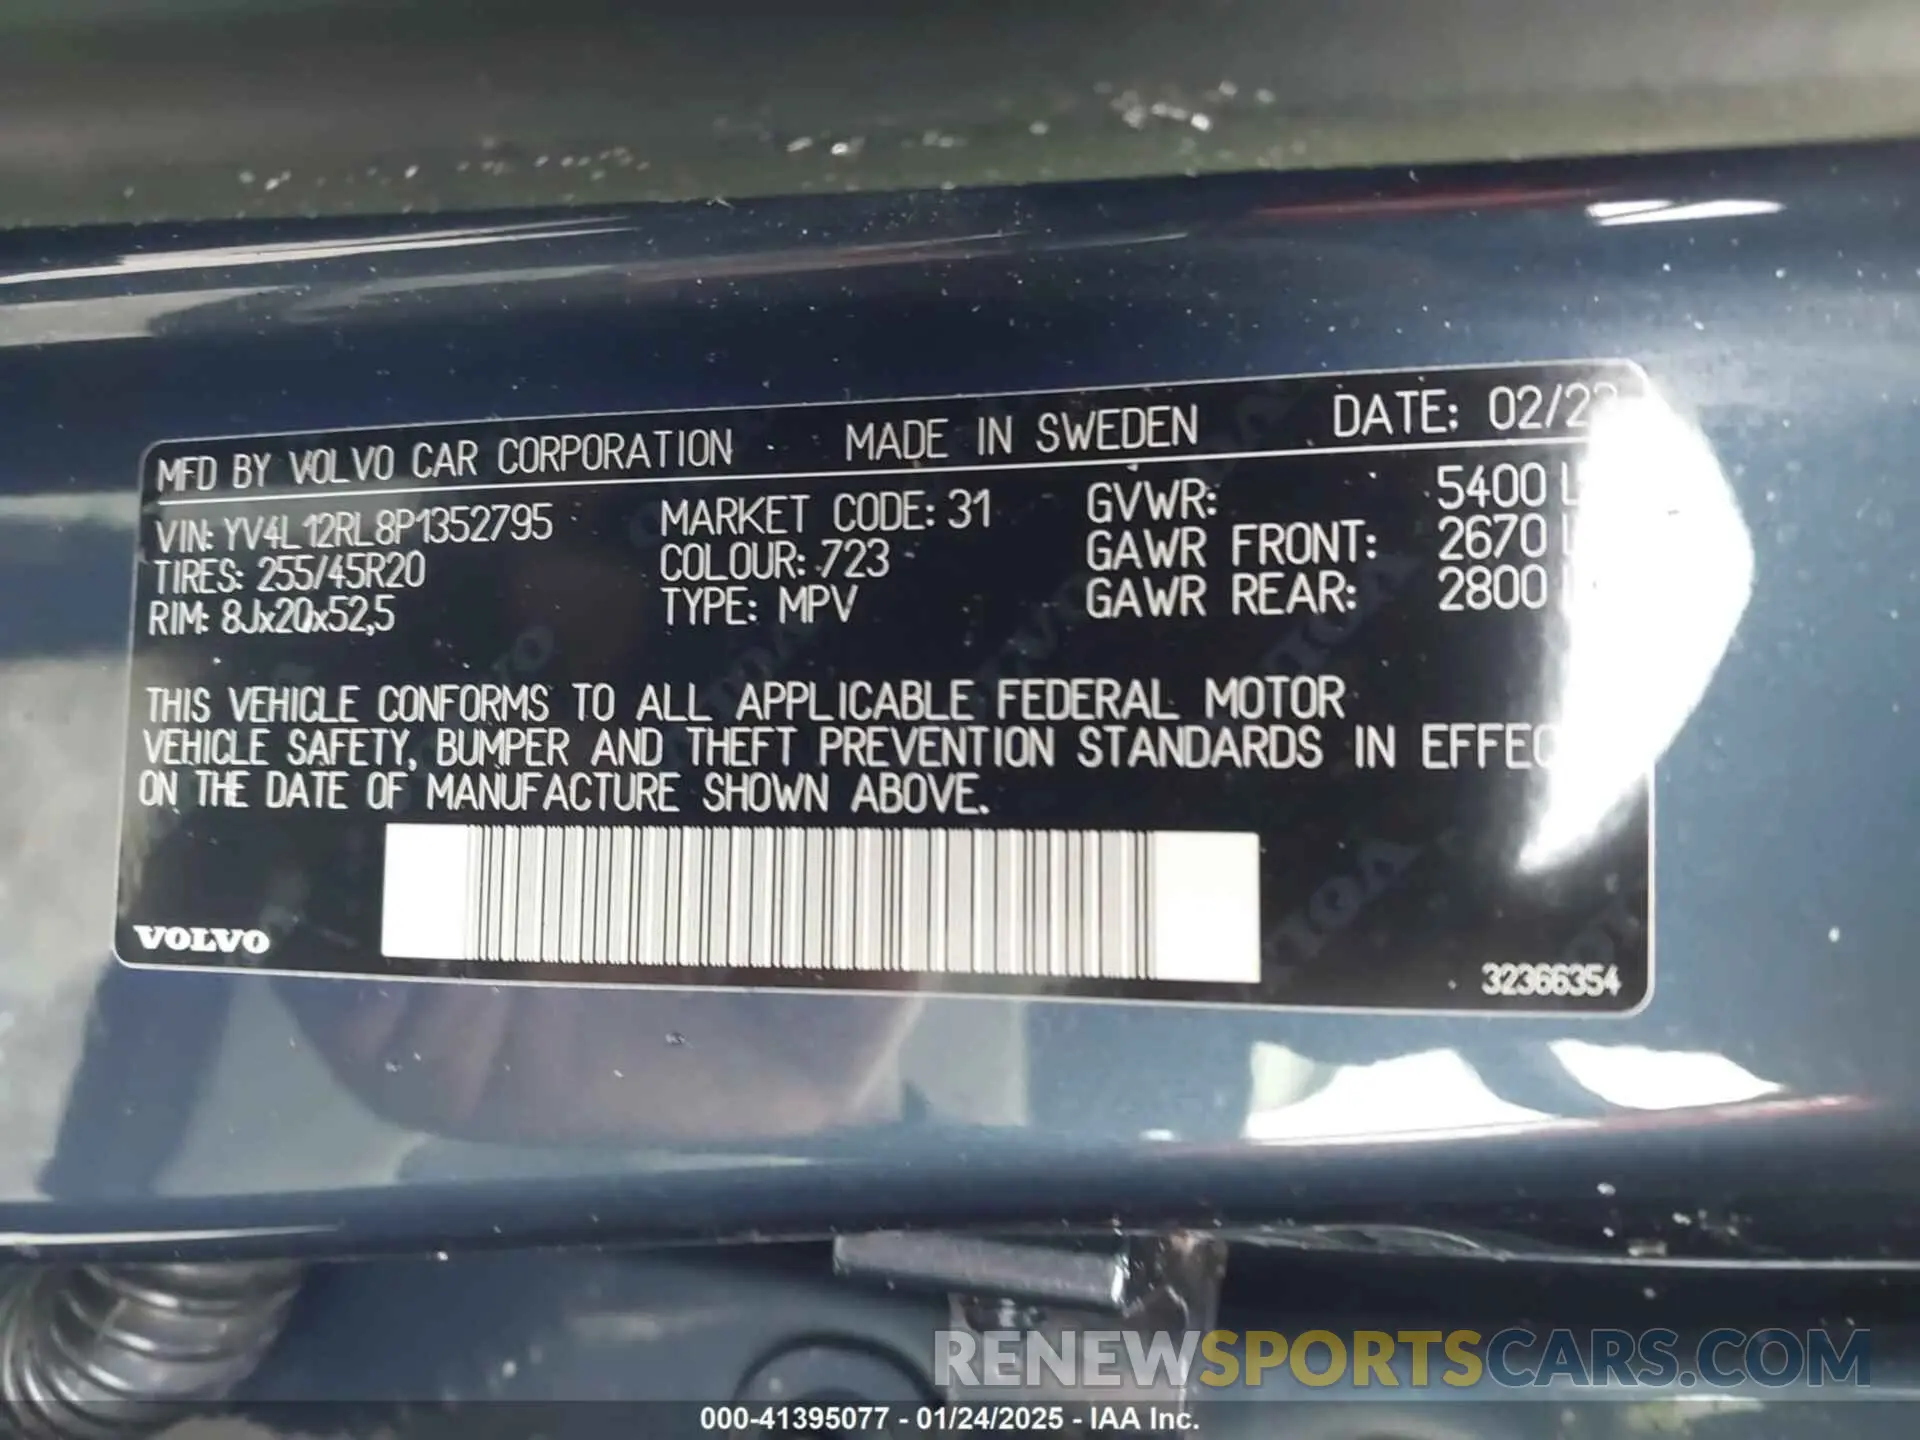 MFD BY VOLVO CAR CORPORATION MADE IN SWEDEN DATE:
VIN: YV4L12RL8P1352795 MARKET CODE: 31 GVWR: 5400
TIRES: 255/45R20 COLOUR: 723 GAWR FRONT: 2670
RIM: 8Jx20x52,5 TYPE: MPV GAWR REAR: 2800
THIS VEHICLE CONFORMS TO ALL APPLICABLE FEDERAL MOTOR
VEHICLE SAFETY, BUMPER AND THEFT PREVENTION STANDARDS IN
ON THE DATE OF MANUFACTURE SHOWN ABOVE.
VOLVO
32366354
RENEWSPORTSCARS.COM
000-41395077 - 01/24/2025 - IAA Inc.